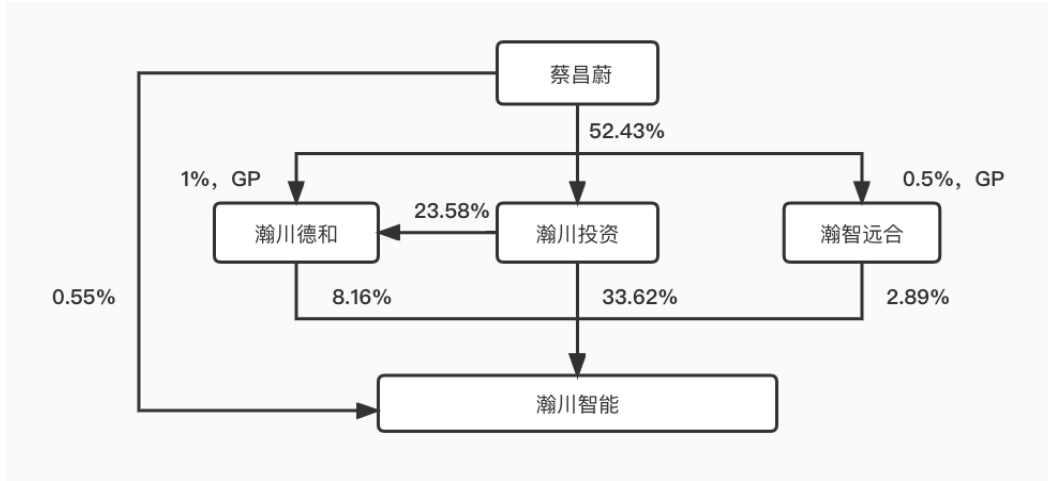 蔡昌蔚
52.43%
1%，GP
0.5%，GP
23.58%
瀚川德和
瀚川投资
瀚智远合
0.55%
8.16%
33.62%
2.89%
瀚川智能